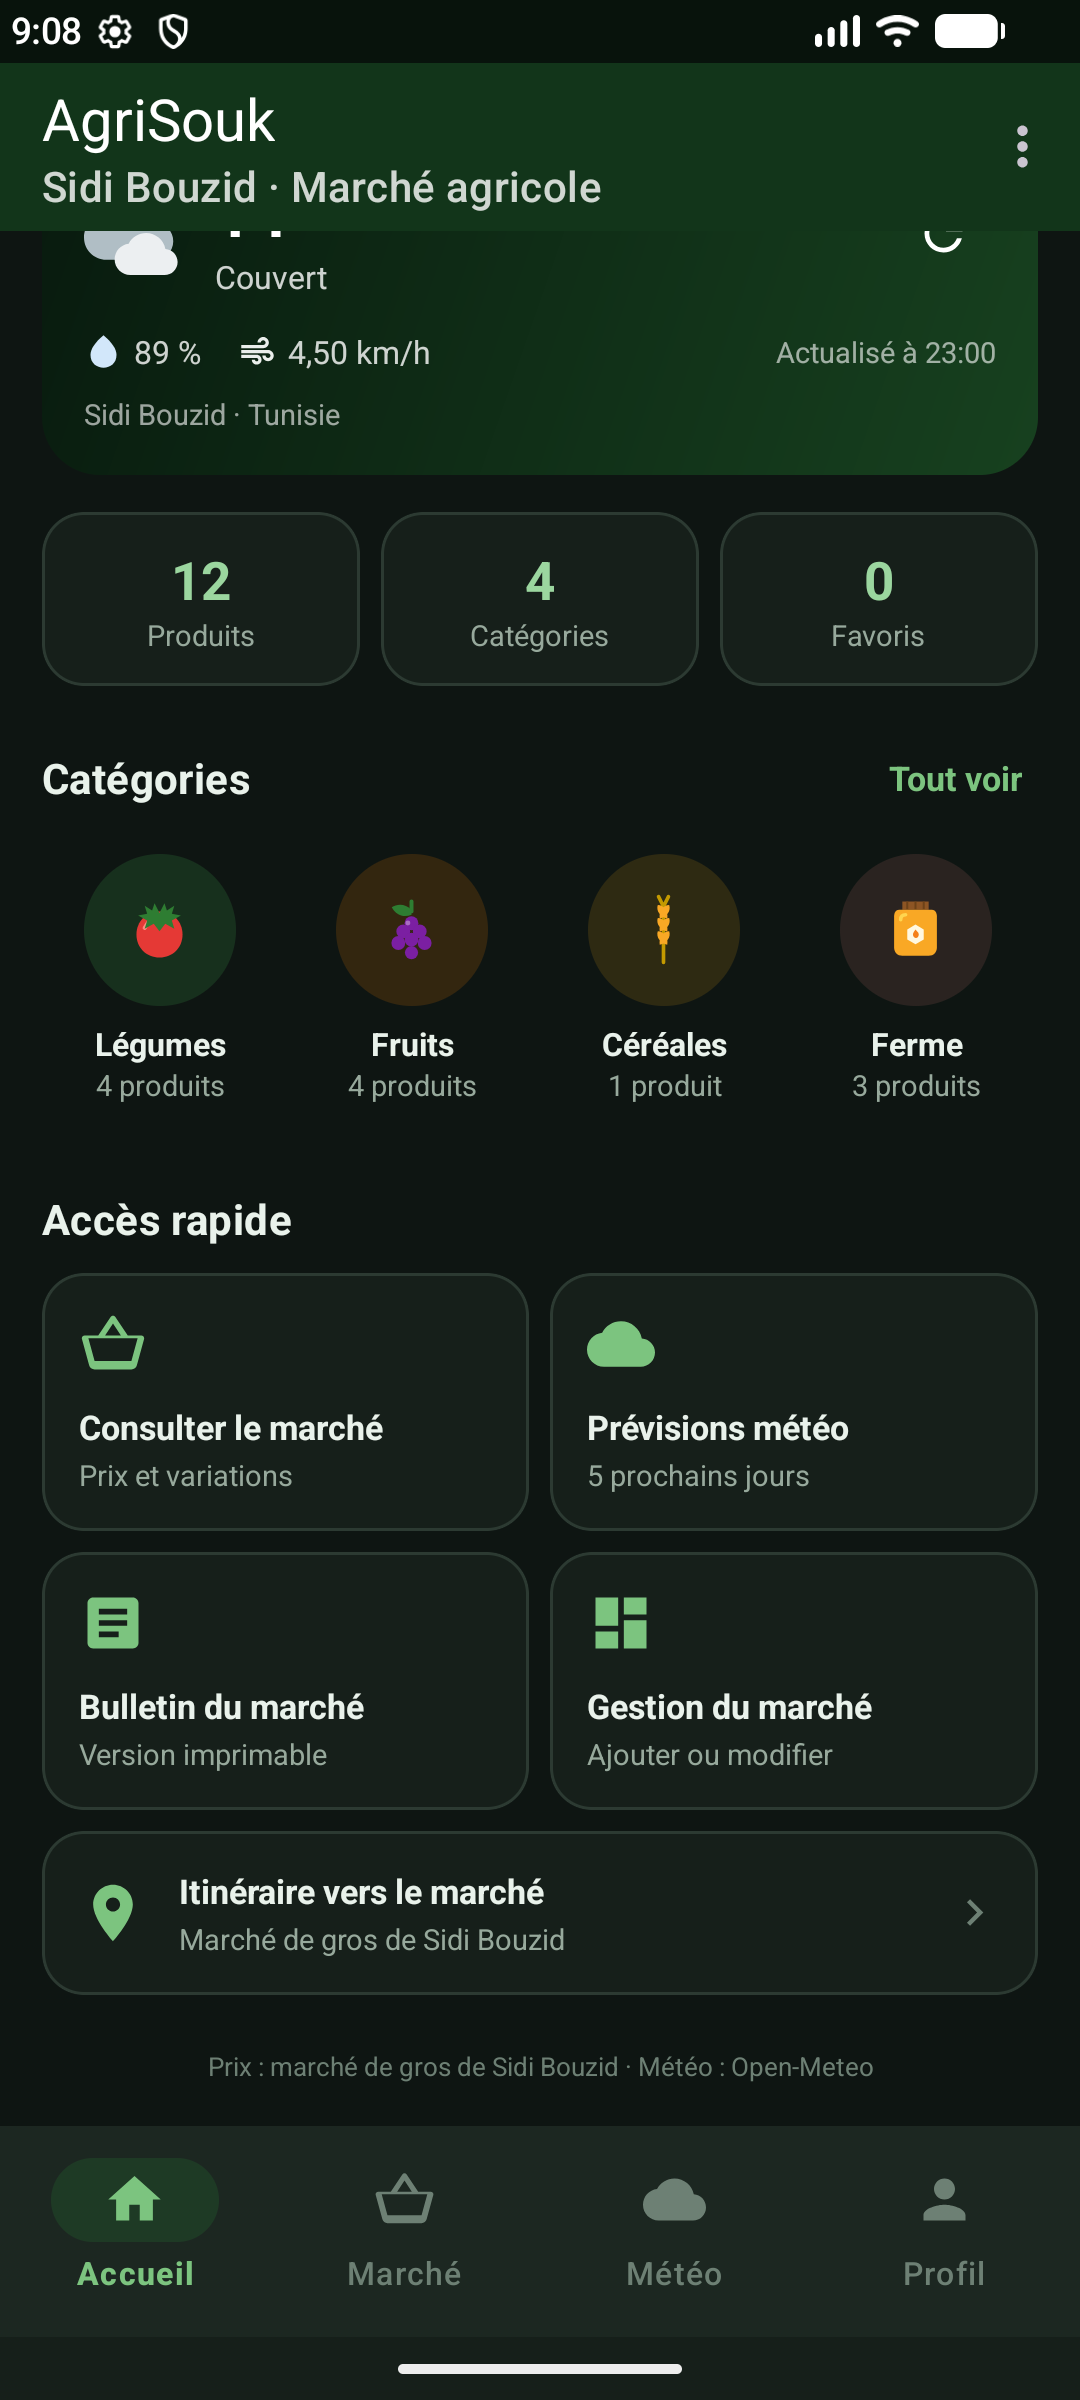 9:08
AgriSouk
Sidi Bouzid · Marché agricole
Couvert
89 %
4,50 km/h
Actualisé à 23:00
Sidi Bouzid · Tunisie
12
Produits
4
Catégories
0
Favoris
Catégories
Tout voir
Légumes
4 produits
Fruits
4 produits
Céréales
1 produit
Ferme
3 produits
Accès rapide
Consulter le marché
Prix et variations
Prévisions météo
5 prochains jours
Bulletin du marché
Version imprimable
Gestion du marché
Ajouter ou modifier
Itinéraire vers le marché
Marché de gros de Sidi Bouzid
Prix : marché de gros de Sidi Bouzid · Météo : Open-Meteo
Accueil
Marché
Météo
Profil